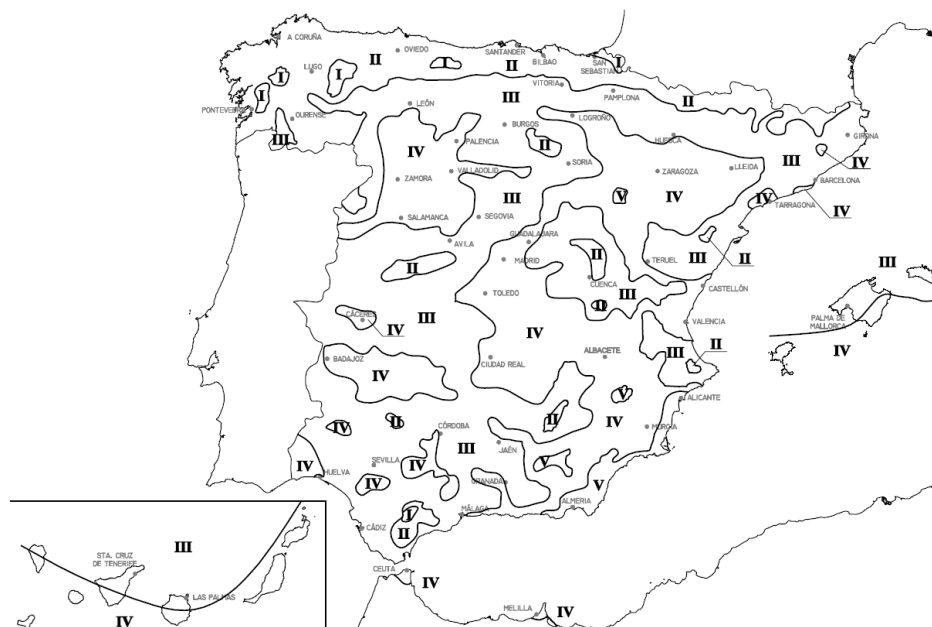 A CORUÑA
OVIEDO
II
SANTANDER
I
II
BILBAO
SAN
SEBASTIAN
I
LUGO
I
I
VITORIA
I
PAMPLONA
II
PONTEVEDRA
OURENSE
LEÓN
III
BURGOS
LOGROÑO
III
HUESCA
GIRONA
PALENCIA
II
IV
III
IV
SORIA
VALLADOLID
ZARAGOZA
LLEIDA
ZAMORA
BARCELONA
III
V
IV
IV
TARRAGONA
IV
SALAMANCA
SEGOVIA
GUADALAJARA
AVILA
II
MADRID
II
TERUEL
III
II
III
CUENCA
CASTELLÓN
TOLEDO
III
II
CÁCERES
III
IV
IV
VALENCIA
PALMA DE
MALLORCA
IV
BADAJOZ
CIUDAD REAL
ALBACETE
III
II
IV
V
ALICANTE
IV
II
II
IV
MURCIA
CÓRDOBA
III
JAÉN
IV
HUELVA
SEVILLA
IV
V
IV
GRANADA
V
ALMERIA
MÁLAGA
I
CÁDIZ
II
III
STA. CRUZ
DE TENERIFE
CEUTA
IV
LAS PALMAS
IV
MELILLA
IV